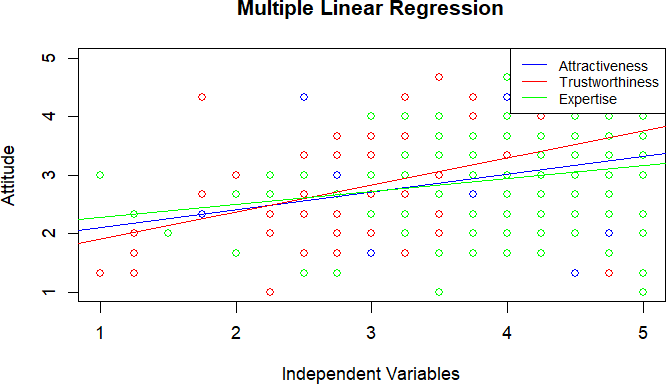 Multiple Linear Regression
Attitude
5
4
3
2
1
Attractiveness
Trustworthiness
Expertise
1 2 3 4 5
Independent Variables